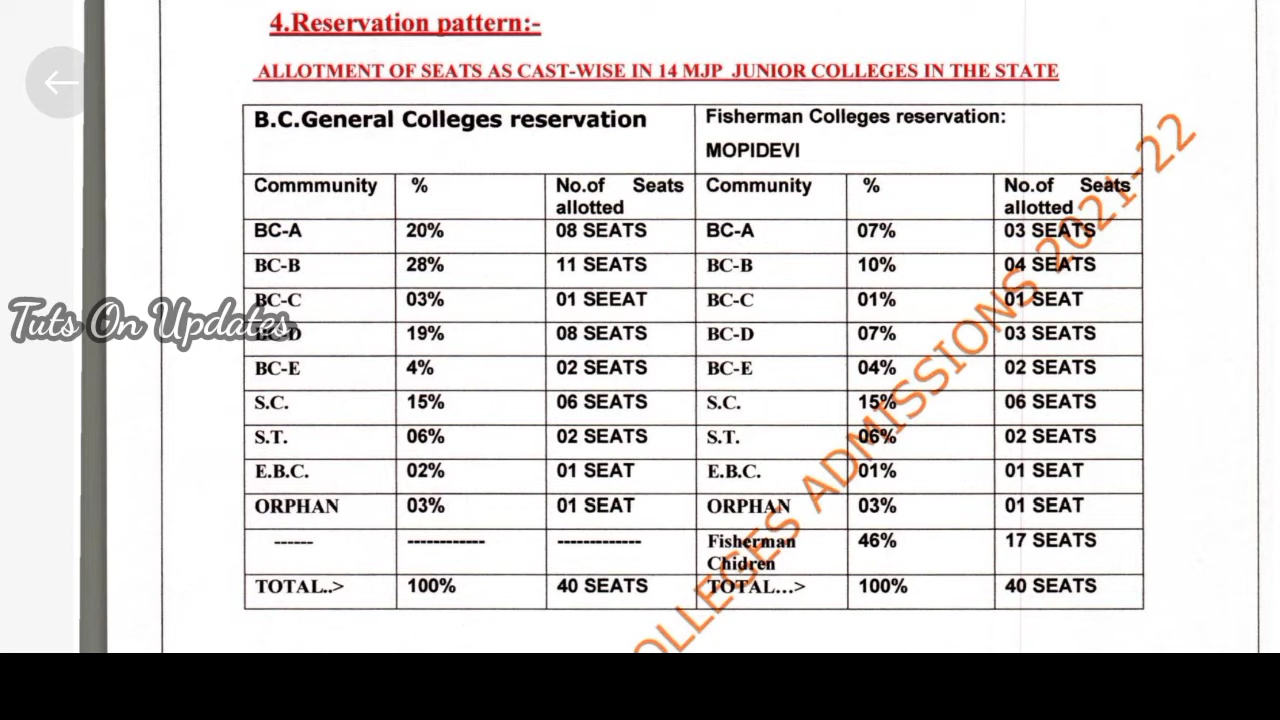 4.Reservation pattern:-
ALLOTMENT OF SEATS AS CAST-WISE IN 14 MJP JUNIOR COLLEGES IN THE STATE
B.C.General Colleges reservation Fisherman Colleges reservation:
MOPIDEVI
Commmunity % No.of Seats Community % No.of Seats
allotted allotted
BC-A 20% 08 SEATS BC-A 07% 03 SEATS
BC-B 28% 11 SEATS BC-B 10% 04 SEATS
BC-C 03% 01 SEEAT BC-C 01% 01 SEAT
BC-D 19% 08 SEATS BC-D 07% 03 SEATS
BC-E 4% 02 SEATS BC-E 04% 02 SEATS
S.C. 15% 06 SEATS S.C. 15% 06 SEATS
S.T. 06% 02 SEATS S.T. 06% 02 SEATS
E.B.C. 02% 01 SEAT E.B.C. 01% 01 SEAT
ORPHAN 03% 01 SEAT ORPHAN 03% 01 SEAT
------ ------------ ------------- Fisherman 46% 17 SEATS
Chidren
TOTAL..> 100% 40 SEATS TOTAL...> 100% 40 SEATS
Tuts On Updates
OLLEGES ADMISSIONS 2021-22